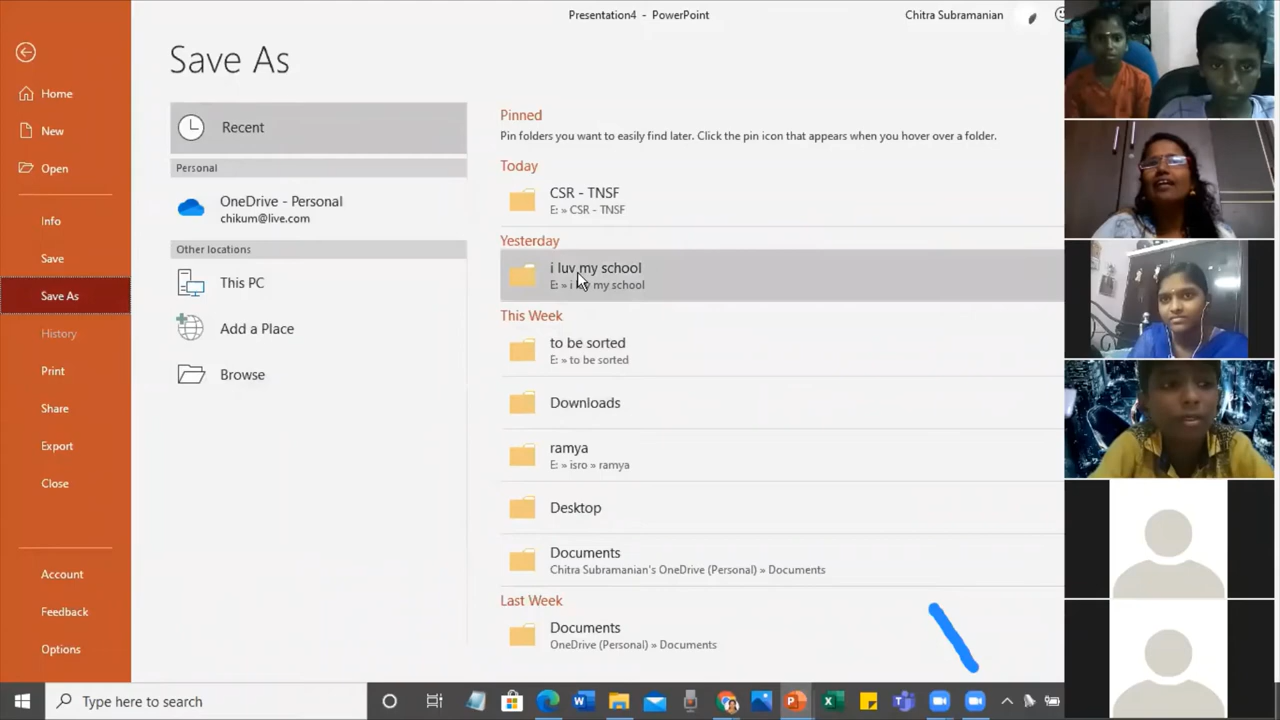 Presentation4 - PowerPoint
Chitra Subramanian
Save As
Home
New
Open
Info
Save
Save As
History
Print
Share
Export
Close
Account
Feedback
Options
Recent
Personal
OneDrive - Personal
chikum@live.com
Other locations
This PC
Add a Place
Browse
Pinned
Pin folders you want to easily find later. Click the pin icon that appears when you hover over a folder.
Today
CSR - TNSF
E: » CSR - TNSF
Yesterday
i luv my school
E: » i my school
This Week
to be sorted
E: » to be sorted
Downloads
ramya
E: » isro » ramya
Desktop
Documents
Chitra Subramanian's OneDrive (Personal) » Documents
Last Week
Documents
OneDrive (Personal) » Documents
Type here to search